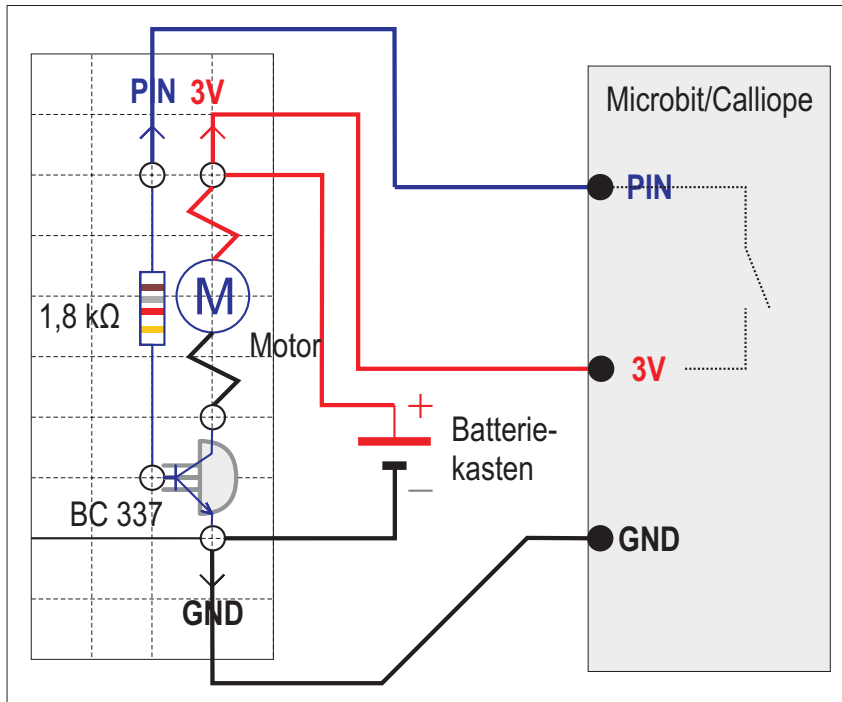 PIN 3V
Microbit/Calliope
PIN
M
1,8 kΩ
Motor
3V
+
Batterie-
kasten
–
BC 337
GND
GND